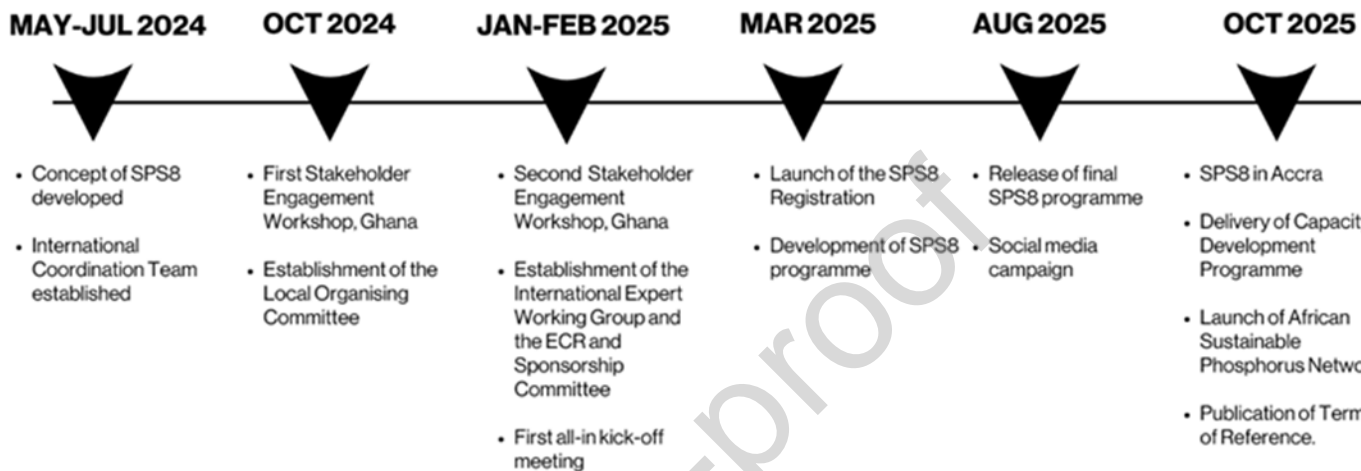 MAY-JUL 2024
OCT 2024
JAN-FEB 2025
MAR 2025
AUG 2025
OCT 2025
• Concept of SPS8
developed
• International
Coordination Team
established
• First Stakeholder
Engagement
Workshop, Ghana
• Establishment of the
Local Organising
Committee
• Second Stakeholder
Engagement
Workshop, Ghana
• Establishment of the
International Expert
Working Group and
the ECR and
Sponsorship
Committee
• First all-in kick-off
meeting
• Launch of the SPS8
Registration
• Development of SPS8
programme
• Release of final
SPS8 programme
• Social media
campaign
• SPS8 in Accra
• Delivery of Capacit
Development
Programme
• Launch of African
Sustainable
Phosphorus Netwo
• Publication of Term
of Reference.
proof